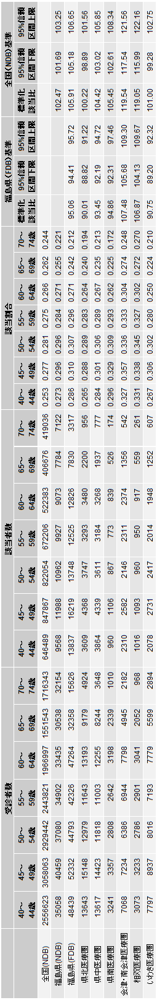 受診者数 該当者数 該当割合 福島県(FDB)基準 全国(NDB)基準
40～44歳 45～49歳 50～54歳 55～59歳 60～64歳 65～69歳 70～74歳 40～44歳 45～49歳 50～54歳 55～59歳 60～64歳 65～69歳 70～74歳 40～44歳 45～49歳 50～54歳 55～59歳 60～64歳 65～69歳 70～74歳 標準化該当比 95%信頼区間下限 95%信頼区間上限 標準化該当比 95%信頼区間下限 95%信頼区間上限
全国(NDB) 2556623 3058063 2929442 2443821 1966997 1551543 1716343 646489 847867 822054 672206 522383 406676 419036 0.253 0.277 0.281 0.275 0.266 0.262 0.244
福島県(NDB) 35058 40459 37080 34902 33435 30538 32154 9568 11988 10962 9927 9073 7784 7122 0.273 0.296 0.296 0.284 0.271 0.255 0.221 102.47 101.69 103.25
福島県(FDB) 48439 52332 44793 42326 47264 32358 15626 13837 16219 13748 12525 12826 7830 3317 0.286 0.310 0.307 0.296 0.271 0.242 0.212 95.06 94.41 95.72 105.91 105.18 106.65
県北医療圏 13643 15148 12979 11643 13193 9179 4924 3609 4368 3747 3293 3480 2200 956 0.265 0.288 0.289 0.283 0.264 0.240 0.194 90.01 88.82 91.22 100.22 98.89 101.56
県中医療圏 13617 14423 11818 11003 12255 8244 3648 3864 4339 3611 3184 3268 1937 777 0.284 0.301 0.306 0.289 0.267 0.235 0.213 93.45 92.19 94.72 104.42 103.02 105.85
県南医療圏 3241 3357 2808 2642 3198 2339 1010 960 1106 867 773 839 526 174 0.296 0.329 0.309 0.293 0.262 0.225 0.172 94.86 92.31 97.46 105.45 102.61 108.34
会津・南会津医療圏 7068 7234 6386 6944 7798 4945 2182 2310 2582 2146 2311 2374 1356 542 0.327 0.357 0.336 0.333 0.304 0.274 0.248 107.48 105.68 109.30 119.54 117.54 121.56
相双医療圏 3073 3233 2786 2901 3041 2052 968 1016 1093 960 950 917 559 261 0.331 0.338 0.345 0.327 0.302 0.272 0.270 106.87 104.13 109.67 119.05 115.99 122.16
いわき医療圏 7797 8937 8016 7193 7779 5599 2894 2078 2731 2417 2014 1948 1252 607 0.267 0.306 0.302 0.280 0.250 0.224 0.210 90.75 89.20 92.32 101.00 99.28 102.75